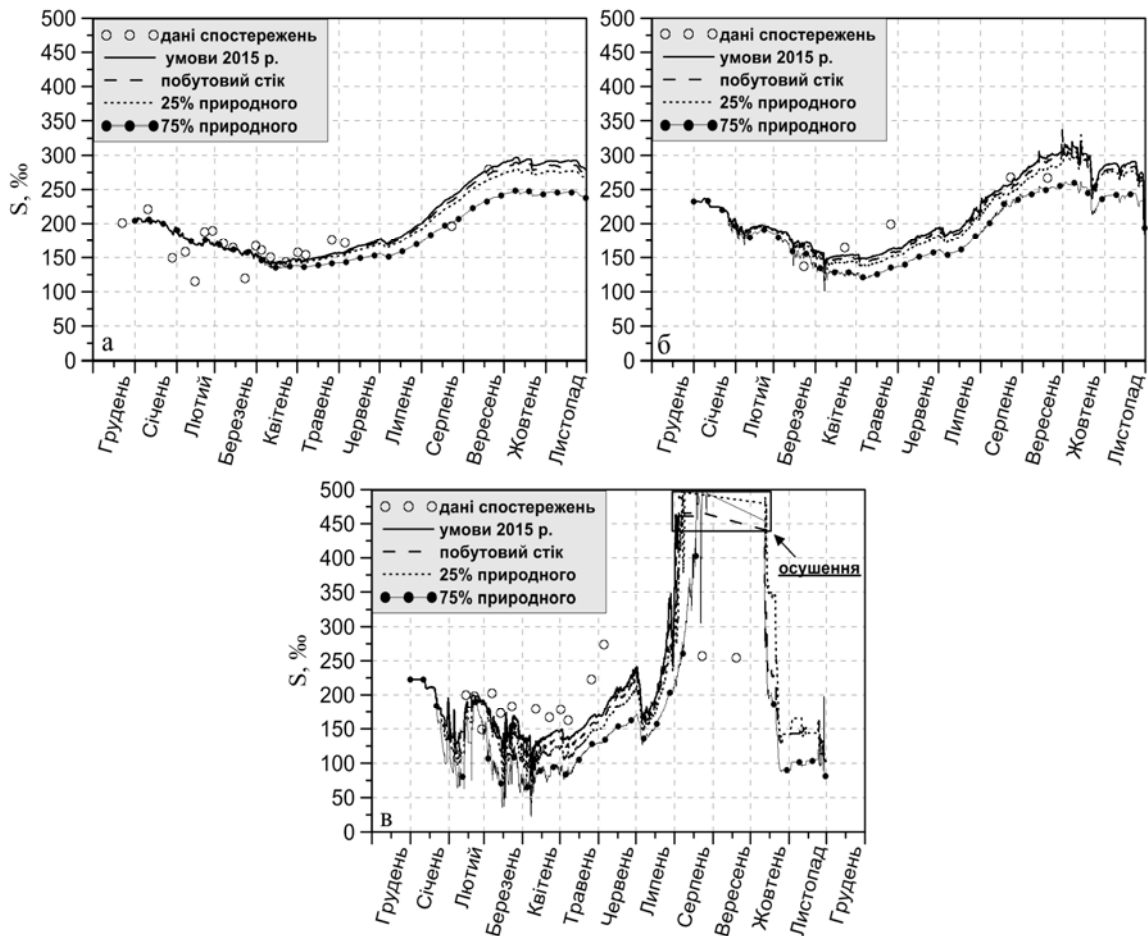 500
450
400
350
300
250
200
150
100
50
0
S, ‰
дані спостережень
умови 2015 р.
побутовий стік
25% природного
75% природного
а
Грудень
Січень
Лютий
Березень
Квітень
Травень
Червень
Липень
Серпень
Вересень
Жовтень
Листопад
500
450
400
350
300
250
200
150
100
50
0
дані спостережень
умови 2015 р.
побутовий стік
25% природного
75% природного
б
Грудень
Січень
Лютий
Березень
Квітень
Травень
Червень
Липень
Серпень
Вересень
Жовтень
Листопад
500
450
400
350
300
250
200
150
100
50
0
S, ‰
дані спостережень
умови 2015 р.
побутовий стік
25% природного
75% природного
осушення
в
Грудень
Січень
Лютий
Березень
Квітень
Травень
Червень
Липень
Серпень
Вересень
Жовтень
Листопад
Грудень